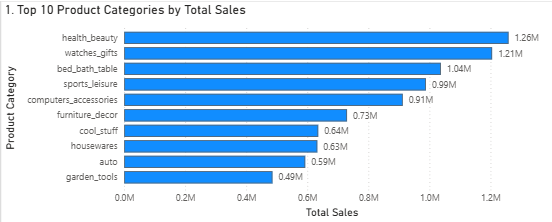 1. Top 10 Product Categories by Total Sales
Product Category
health_beauty 1.26M
watches_gifts 1.21M
bed_bath_table 1.04M
sports_leisure 0.99M
computers_accessories 0.91M
furniture_decor 0.73M
cool_stuff 0.64M
housewares 0.63M
auto 0.59M
garden_tools 0.49M
0.0M 0.2M 0.4M 0.6M 0.8M 1.0M 1.2M
Total Sales